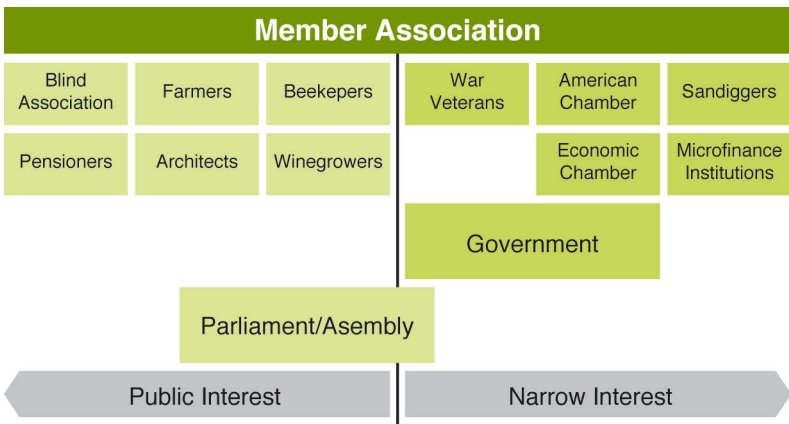 Member Association
Blind
Association
Farmers
Beekepers
War
Veterans
American
Chamber
Sandiggers
Pensioners
Architects
Winegrowers
Economic
Chamber
Microfinance
Institutions
Government
Parliament/Asembly
Public Interest
Narrow Interest